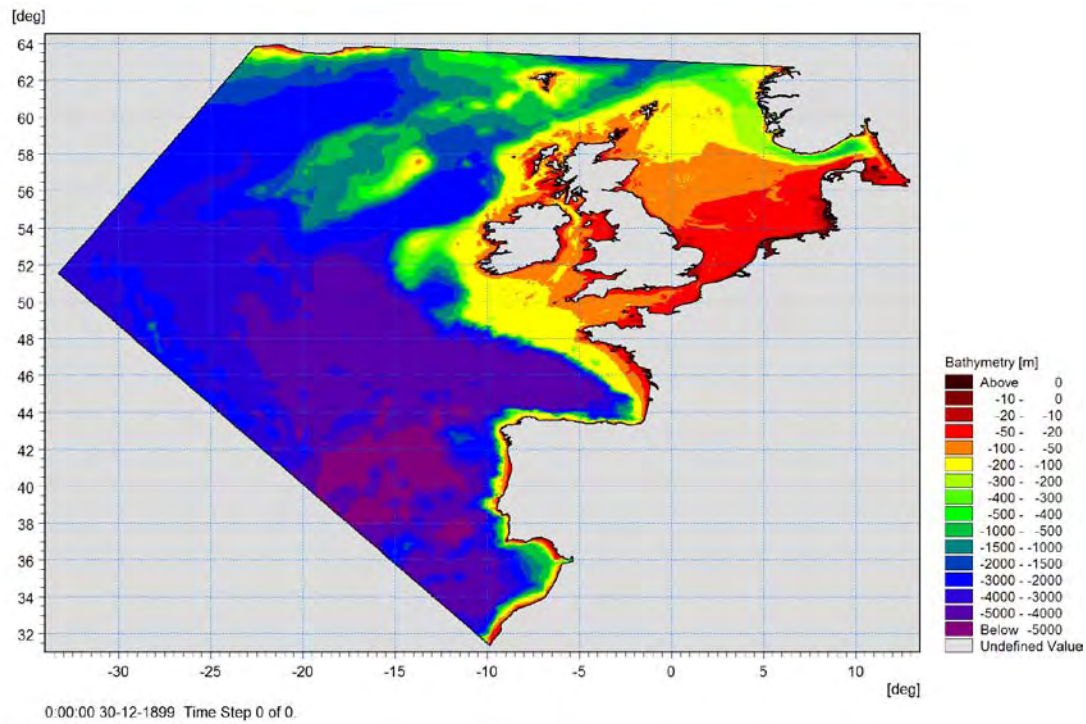 [deg]
64
62
60
58
56
54
52
50
48
46
44
42
40
38
36
34
32
-30 -25 -20 -15 -10 -5 0 5 10
[deg]
Bathymetry [m]
Above 0
-10 - 0
-20 - -10
-50 - -20
-100 - -50
-200 - -100
-300 - -200
-400 - -300
-500 - -400
-1000 - -500
-1500 - -1000
-2000 - -1500
-3000 - -2000
-4000 - -3000
-5000 - -4000
Below -5000
Undefined Value
0:00:00 30-12-1899 Time Step 0 of 0.